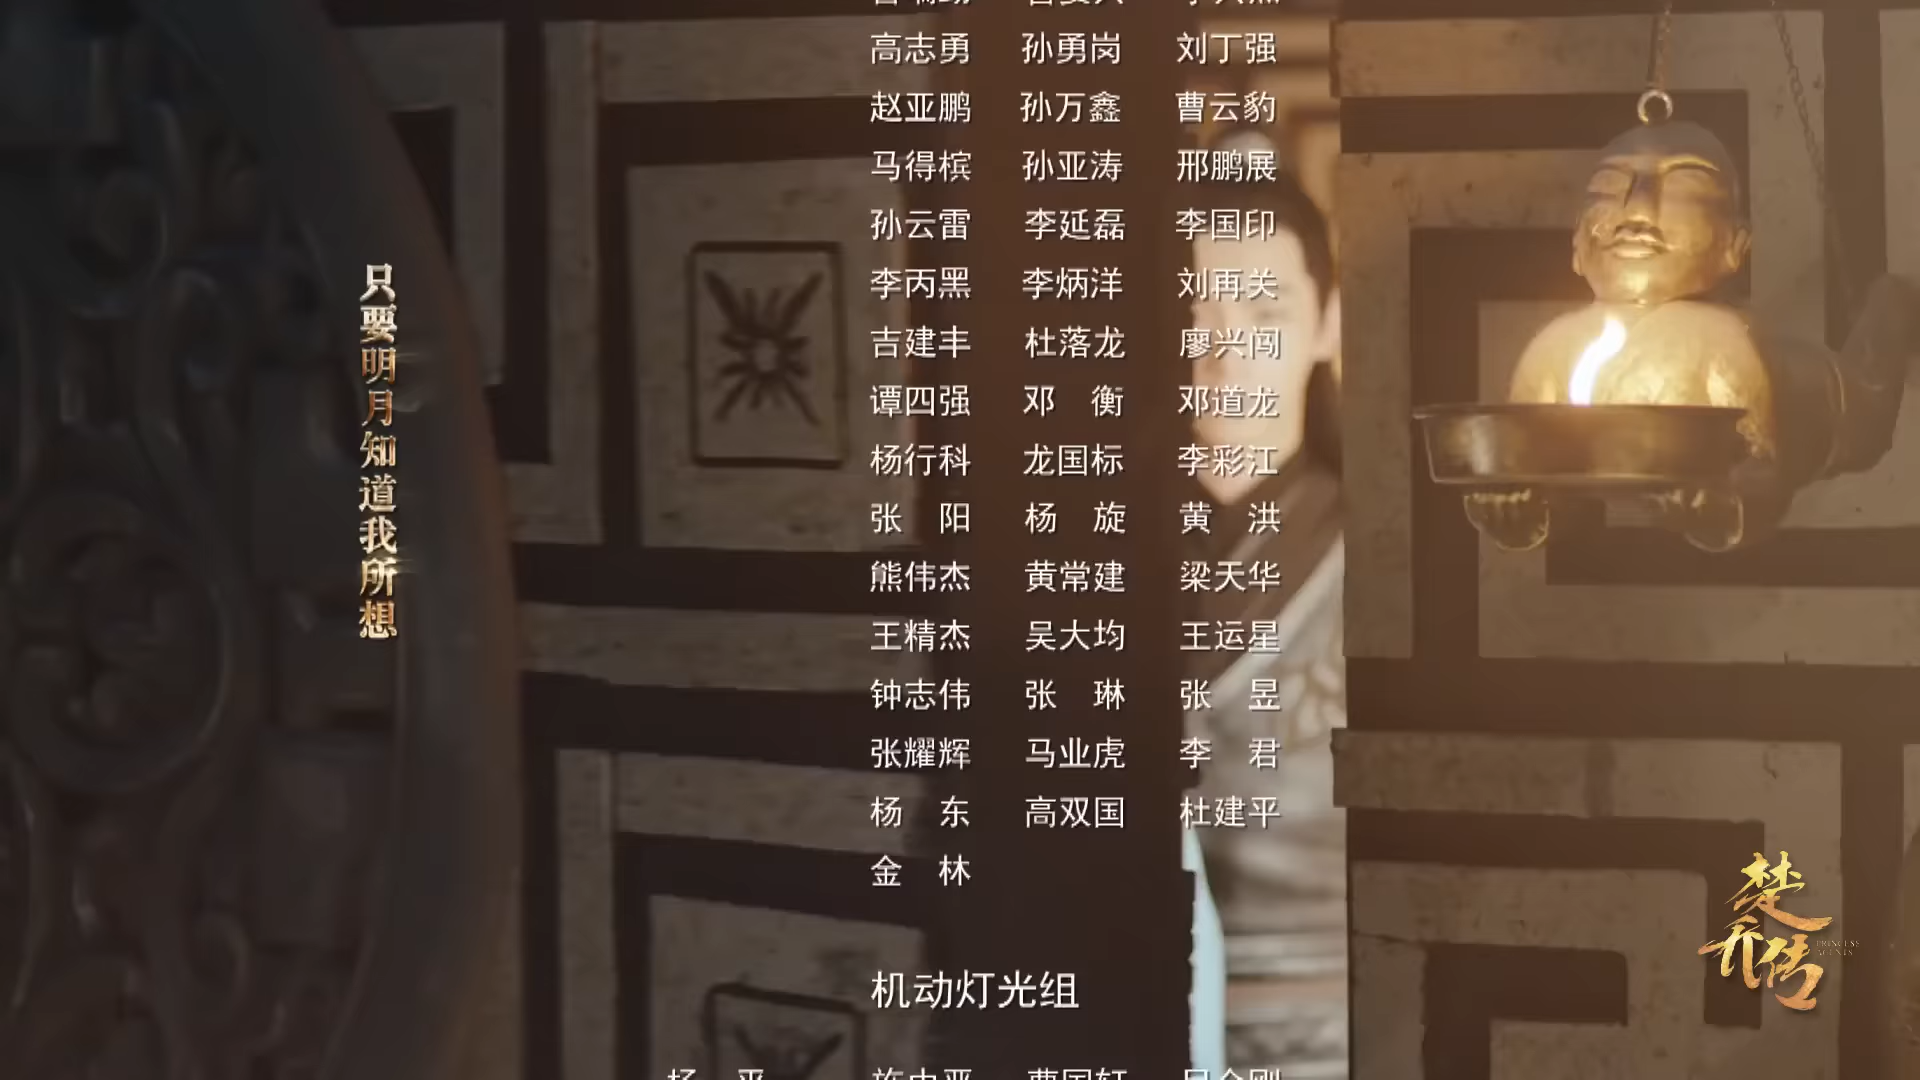 高志勇 孙勇岗 刘丁强
赵亚鹏 孙万鑫 曹云豹
马得槟 孙亚涛 邢鹏展
孙云雷 李延磊 李国印
李丙黑 李炳洋 刘再关
吉建丰 杜落龙 廖兴闯
谭四强 邓 衡 邓道龙
杨行科 龙国标 李彩江
张 阳 杨 旋 黄 洪
熊伟杰 黄常建 梁天华
王精杰 吴大均 王运星
钟志伟 张 琳 张 昱
张耀辉 马业虎 李 君
杨 东 高双国 杜建平
金 林
机动灯光组
只要明月知道我所想
楚乔传
PRINCESS
AGENTS